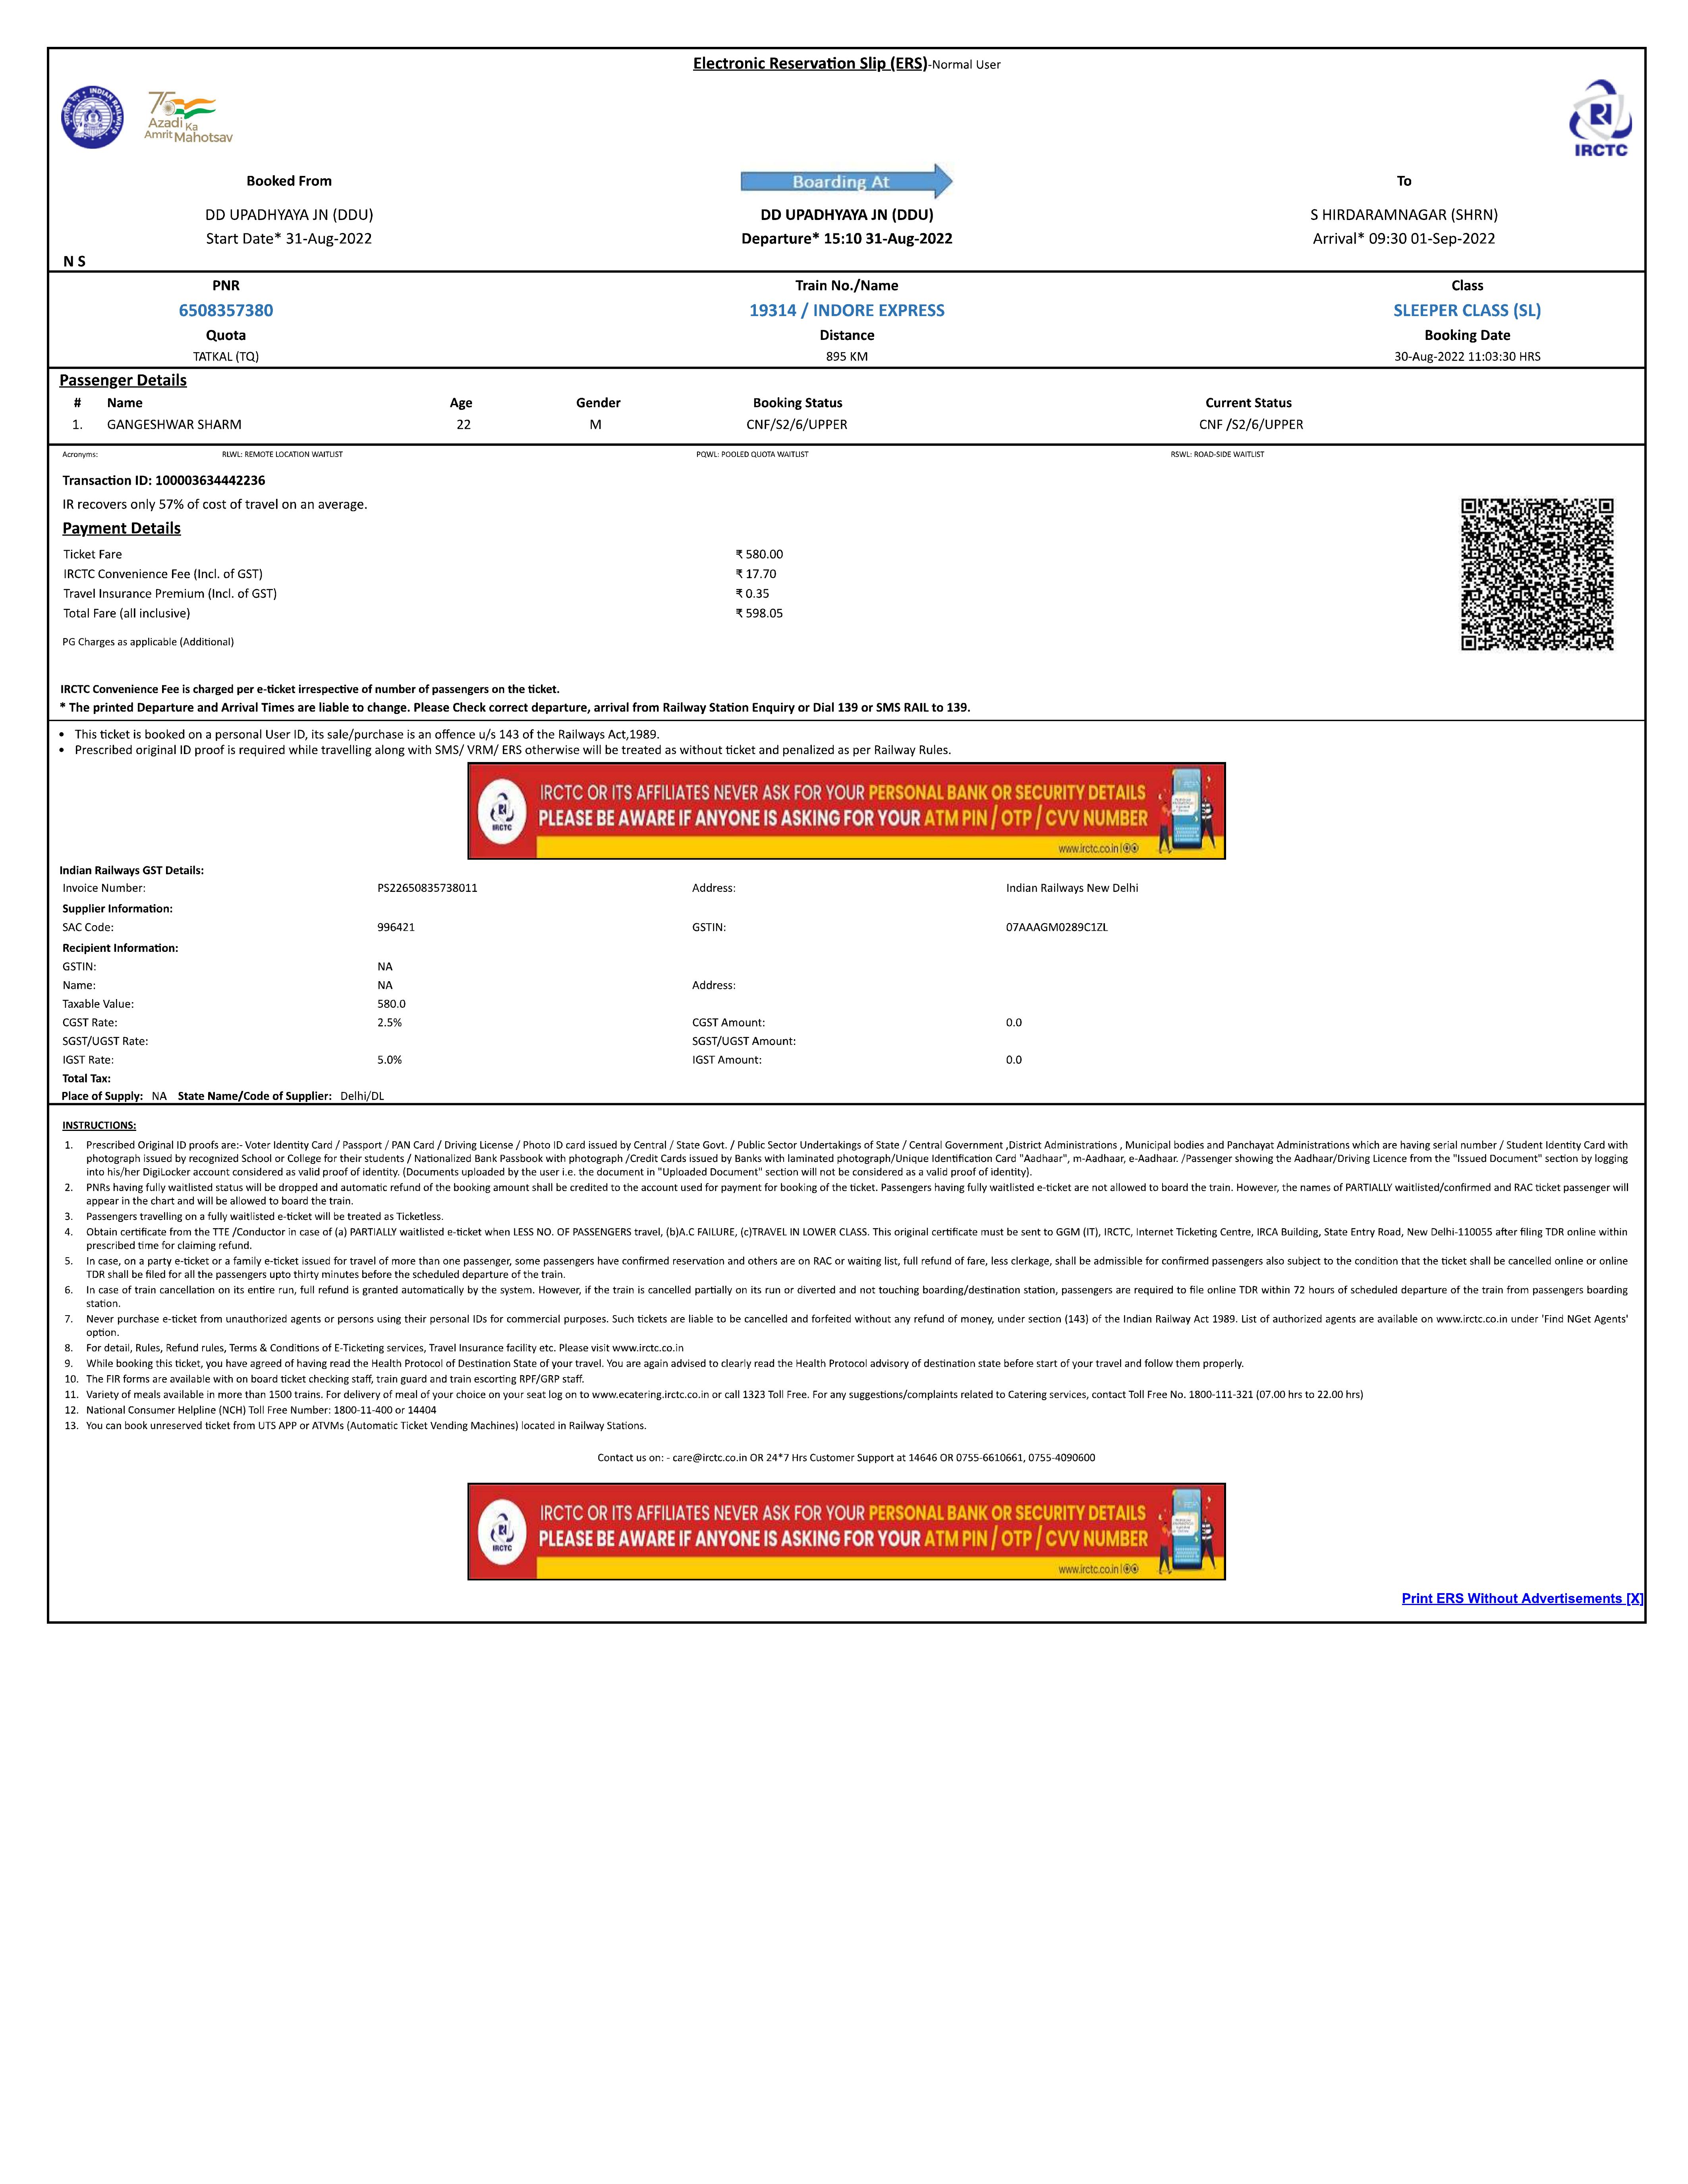 Electronic Reservation Slip (ERS)-Normal User
INDIAN RAILWAYS
75
Azadi Ka
Amrit Mahotsav
IRCTC
Booked From Boarding At To
DD UPADHYAYA JN (DDU) DD UPADHYAYA JN (DDU) S HIRDARAMNAGAR (SHRN)
Start Date* 31-Aug-2022 Departure* 15:10 31-Aug-2022 Arrival* 09:30 01-Sep-2022
N S
PNR Train No./Name Class
6508357380 19314 / INDORE EXPRESS SLEEPER CLASS (SL)
Quota Distance Booking Date
TATKAL (TQ) 895 KM 30-Aug-2022 11:03:30 HRS
Passenger Details
# Name Age Gender Booking Status Current Status
1. GANGESHWAR SHARM 22 M CNF/S2/6/UPPER CNF /S2/6/UPPER
Acronyms: RLWL: REMOTE LOCATION WAITLIST PQWL: POOLED QUOTA WAITLIST RSWL: ROAD-SIDE WAITLIST
Transaction ID: 100003634442236
IR recovers only 57% of cost of travel on an average.
Payment Details
Ticket Fare ₹ 580.00
IRCTC Convenience Fee (Incl. of GST) ₹ 17.70
Travel Insurance Premium (Incl. of GST) ₹ 0.35
Total Fare (all inclusive) ₹ 598.05
PG Charges as applicable (Additional)
IRCTC Convenience Fee is charged per e-ticket irrespective of number of passengers on the ticket.
* The printed Departure and Arrival Times are liable to change. Please Check correct departure, arrival from Railway Station Enquiry or Dial 139 or SMS RAIL to 139.
• This ticket is booked on a personal User ID, its sale/purchase is an offence u/s 143 of the Railways Act,1989.
• Prescribed original ID proof is required while travelling along with SMS/ VRM/ ERS otherwise will be treated as without ticket and penalized as per Railway Rules.
IRCTC OR ITS AFFILIATES NEVER ASK FOR YOUR PERSONAL BANK OR SECURITY DETAILS
PLEASE BE AWARE IF ANYONE IS ASKING FOR YOUR ATM PIN / OTP / CVV NUMBER
IRCTC
www.irctc.co.in
Indian Railways GST Details:
Invoice Number: PS22650835738011 Address: Indian Railways New Delhi
Supplier Information:
SAC Code: 996421 GSTIN: 07AAAGM0289C1ZL
Recipient Information:
GSTIN: NA
Name: NA Address:
Taxable Value: 580.0
CGST Rate: 2.5% CGST Amount: 0.0
SGST/UGST Rate: SGST/UGST Amount:
IGST Rate: 5.0% IGST Amount: 0.0
Total Tax:
Place of Supply: NA State Name/Code of Supplier: Delhi/DL
INSTRUCTIONS:
1. Prescribed Original ID proofs are:- Voter Identity Card / Passport / PAN Card / Driving License / Photo ID card issued by Central / State Govt. / Public Sector Undertakings of State / Central Government ,District Administrations , Municipal bodies and Panchayat Administrations which are having serial number / Student Identity Card with
photograph issued by recognized School or College for their students / Nationalized Bank Passbook with photograph /Credit Cards issued by Banks with laminated photograph/Unique Identification Card "Aadhaar", m-Aadhaar, e-Aadhaar. /Passenger showing the Aadhaar/Driving Licence from the "Issued Document" section by logging
into his/her DigiLocker account considered as valid proof of identity. (Documents uploaded by the user i.e. the document in "Uploaded Document" section will not be considered as a valid proof of identity).
2. PNRs having fully waitlisted status will be dropped and automatic refund of the booking amount shall be credited to the account used for payment for booking of the ticket. Passengers having fully waitlisted e-ticket are not allowed to board the train. However, the names of PARTIALLY waitlisted/confirmed and RAC ticket passenger will
appear in the chart and will be allowed to board the train.
3. Passengers travelling on a fully waitlisted e-ticket will be treated as Ticketless.
4. Obtain certificate from the TTE /Conductor in case of (a) PARTIALLY waitlisted e-ticket when LESS NO. OF PASSENGERS travel, (b)A.C FAILURE, (c)TRAVEL IN LOWER CLASS. This original certificate must be sent to GGM (IT), IRCTC, Internet Ticketing Centre, IRCA Building, State Entry Road, New Delhi-110055 after filing TDR online within
prescribed time for claiming refund.
5. In case, on a party e-ticket or a family e-ticket issued for travel of more than one passenger, some passengers have confirmed reservation and others are on RAC or waiting list, full refund of fare, less clerkage, shall be admissible for confirmed passengers also subject to the condition that the ticket shall be cancelled online or online
TDR shall be filed for all the passengers upto thirty minutes before the scheduled departure of the train.
6. In case of train cancellation on its entire run, full refund is granted automatically by the system. However, if the train is cancelled partially on its run or diverted and not touching boarding/destination station, passengers are required to file online TDR within 72 hours of scheduled departure of the train from passengers boarding
station.
7. Never purchase e-ticket from unauthorized agents or persons using their personal IDs for commercial purposes. Such tickets are liable to be cancelled and forfeited without any refund of money, under section (143) of the Indian Railway Act 1989. List of authorized agents are available on www.irctc.co.in under 'Find NGet Agents'
option.
8. For detail, Rules, Refund rules, Terms & Conditions of E-Ticketing services, Travel Insurance facility etc. Please visit www.irctc.co.in
9. While booking this ticket, you have agreed of having read the Health Protocol of Destination State of your travel. You are again advised to clearly read the Health Protocol advisory of destination state before start of your travel and follow them properly.
10. The FIR forms are available with on board ticket checking staff, train guard and train escorting RPF/GRP staff.
11. Variety of meals available in more than 1500 trains. For delivery of meal of your choice on your seat log on to www.ecatering.irctc.co.in or call 1323 Toll Free. For any suggestions/complaints related to Catering services, contact Toll Free No. 1800-111-321 (07.00 hrs to 22.00 hrs)
12. National Consumer Helpline (NCH) Toll Free Number: 1800-11-400 or 14404
13. You can book unreserved ticket from UTS APP or ATVMs (Automatic Ticket Vending Machines) located in Railway Stations.
Contact us on: - care@irctc.co.in OR 24*7 Hrs Customer Support at 14646 OR 0755-6610661, 0755-4090600
IRCTC OR ITS AFFILIATES NEVER ASK FOR YOUR PERSONAL BANK OR SECURITY DETAILS
PLEASE BE AWARE IF ANYONE IS ASKING FOR YOUR ATM PIN / OTP / CVV NUMBER
IRCTC
www.irctc.co.in
Print ERS Without Advertisements [X]